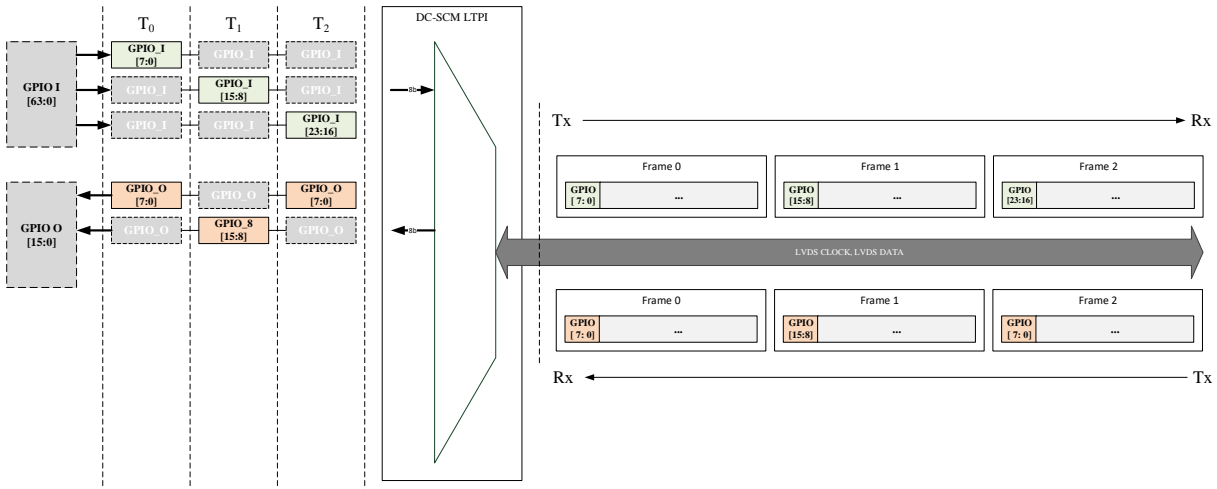 T0
T1
T2
DC-SCM LTPI
GPIO I
[63:0]
GPIO_I
[7:0]
GPIO_I
GPIO_I
GPIO_I
GPIO_I
[15:8]
GPIO_I
GPIO_I
GPIO_I
GPIO_I
[23:16]
8b
GPIO O
[15:0]
GPIO_O
[7:0]
GPIO_O
GPIO_O
[7:0]
GPIO_O
GPIO_8
[15:8]
GPIO_O
8b
Tx
Rx
Frame 0
Frame 1
Frame 2
GPIO
[ 7: 0]
...
GPIO
[15:8]
...
GPIO
[23:16]
...
LVDS CLOCK, LVDS DATA
Frame 0
Frame 1
Frame 2
GPIO
[ 7: 0]
...
GPIO
[15:8]
...
GPIO
[ 7: 0]
...
Rx
Tx